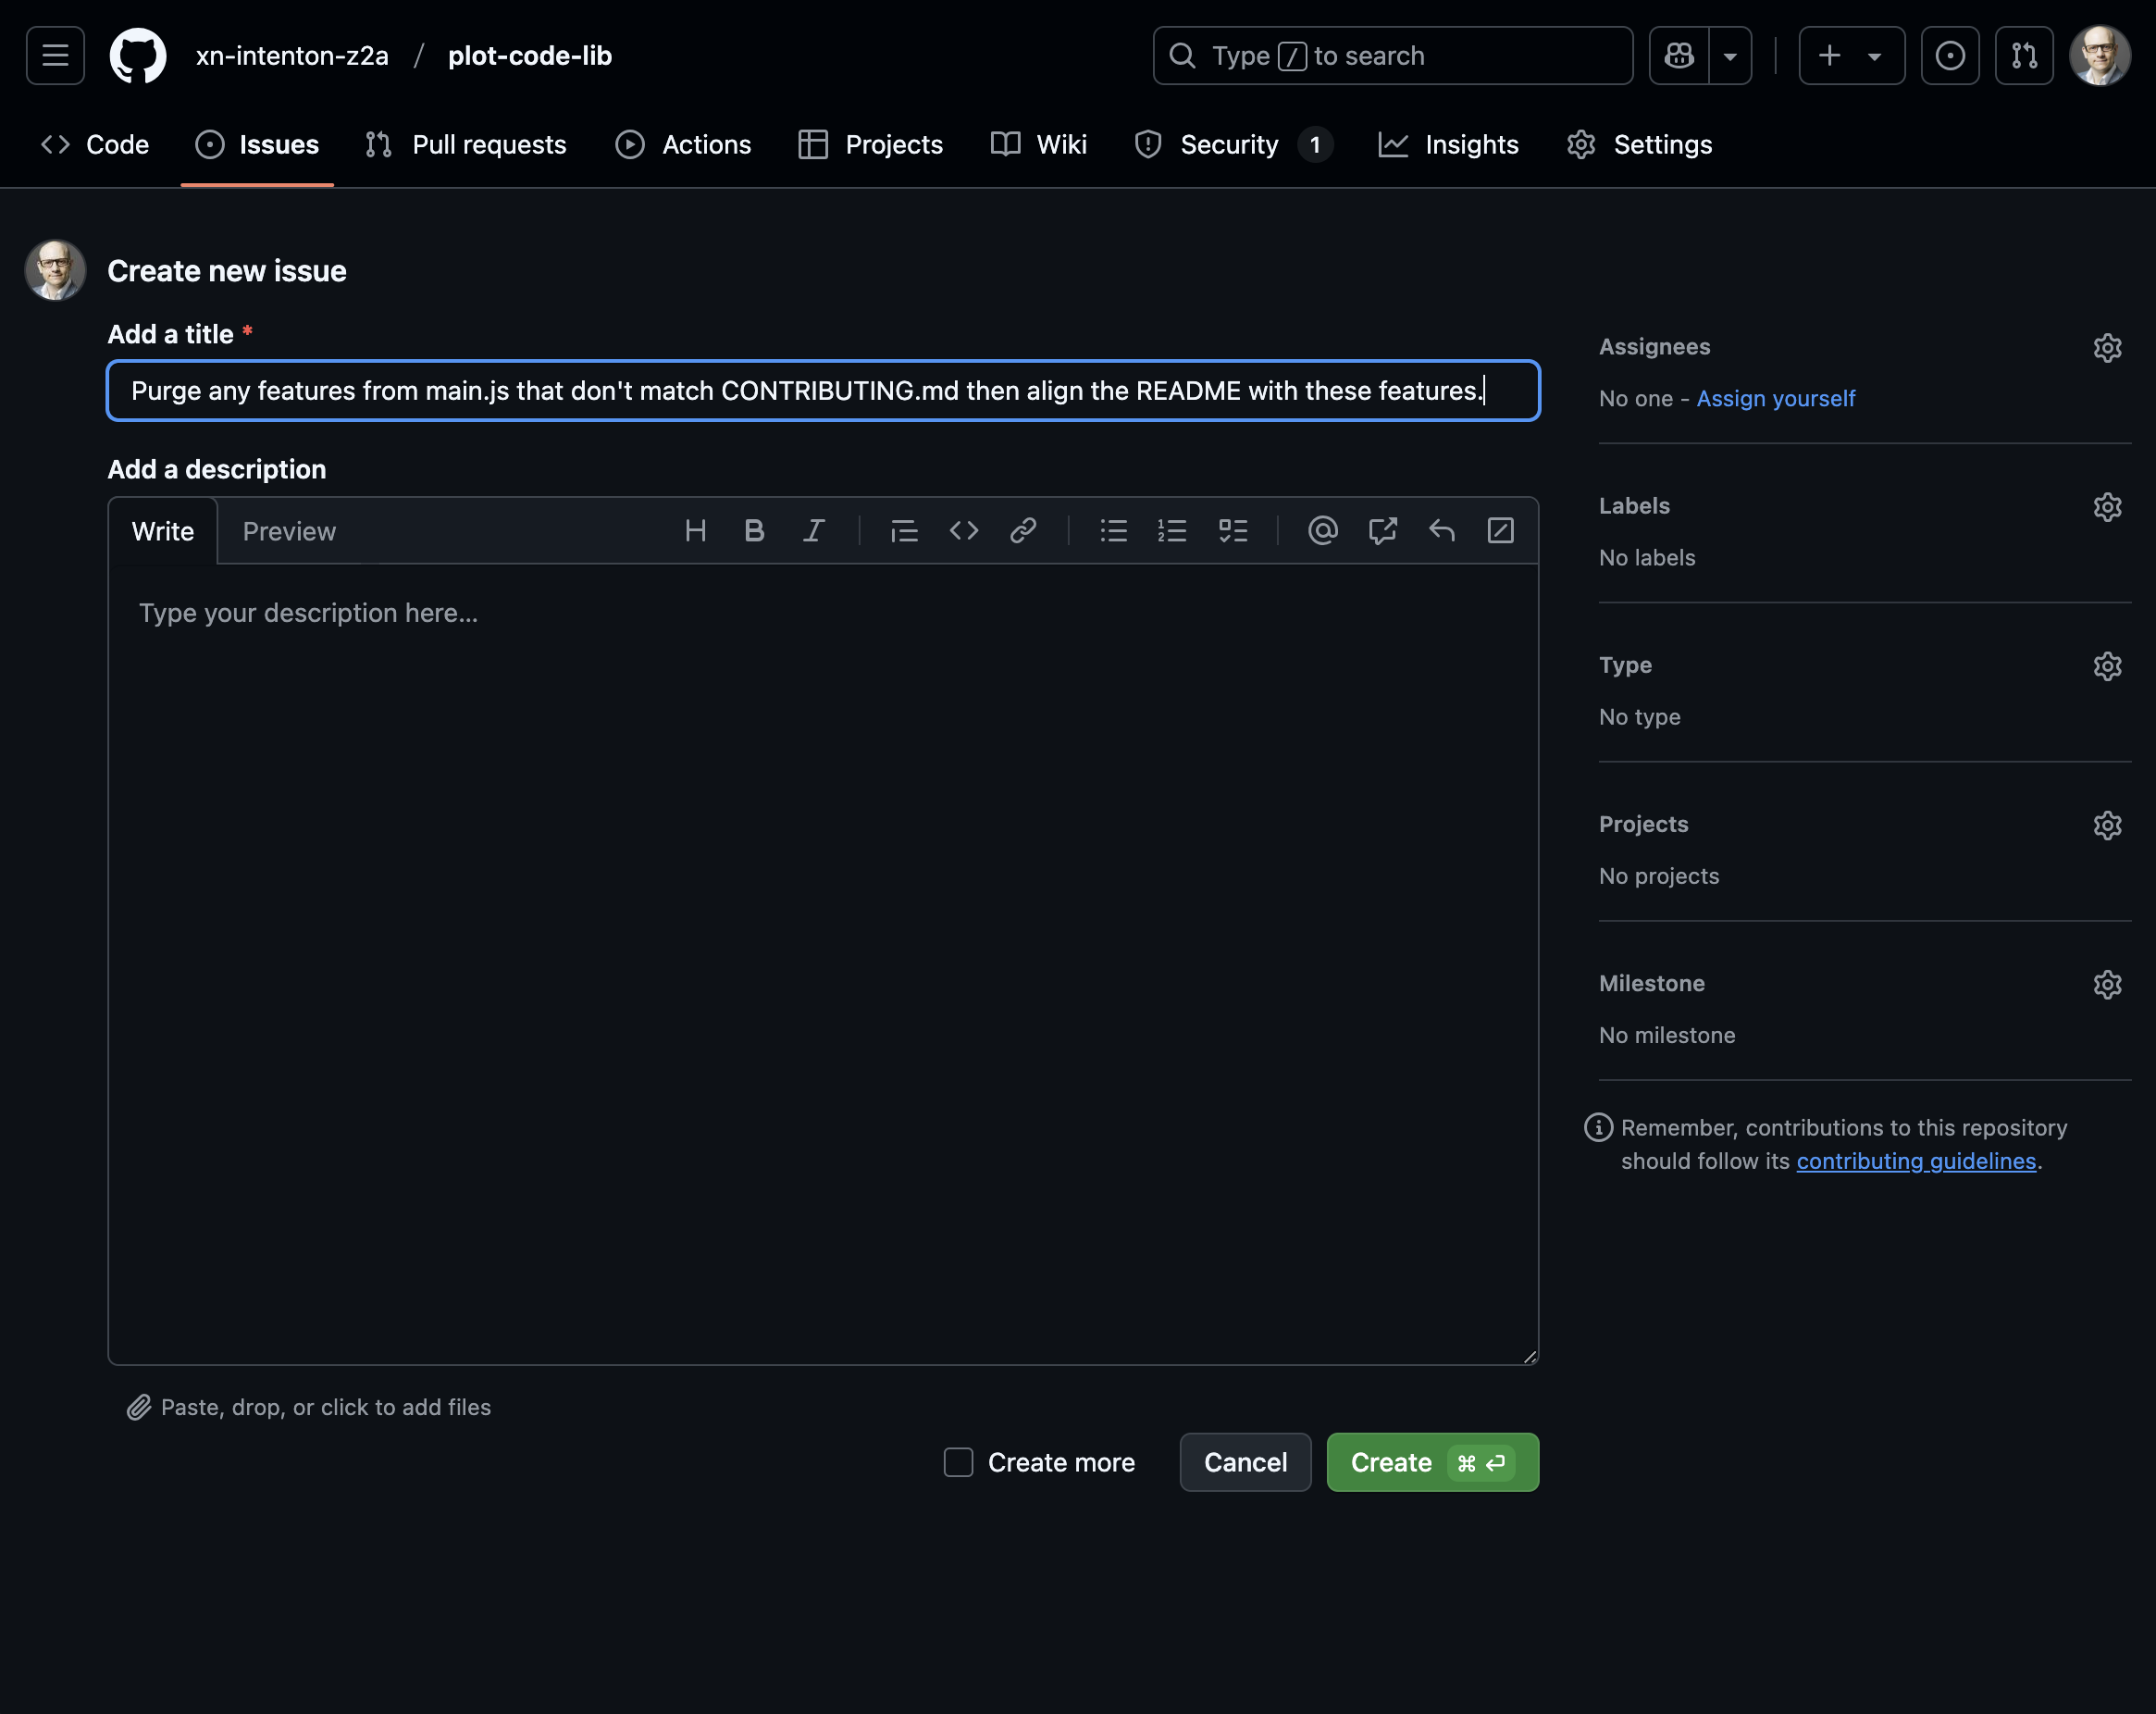 xn-intenton-z2a / plot-code-lib
Type / to search
Code
Issues
Pull requests
Actions
Projects
Wiki
Security 1
Insights
Settings
Create new issue
Add a title *
Purge any features from main.js that don't match CONTRIBUTING.md then align the README with these features.
Add a description
Write
Preview
Type your description here...
Paste, drop, or click to add files
Create more
Cancel
Create ⌘ ↵
Assignees
No one - Assign yourself
Labels
No labels
Type
No type
Projects
No projects
Milestone
No milestone
Remember, contributions to this repository
should follow its contributing guidelines.